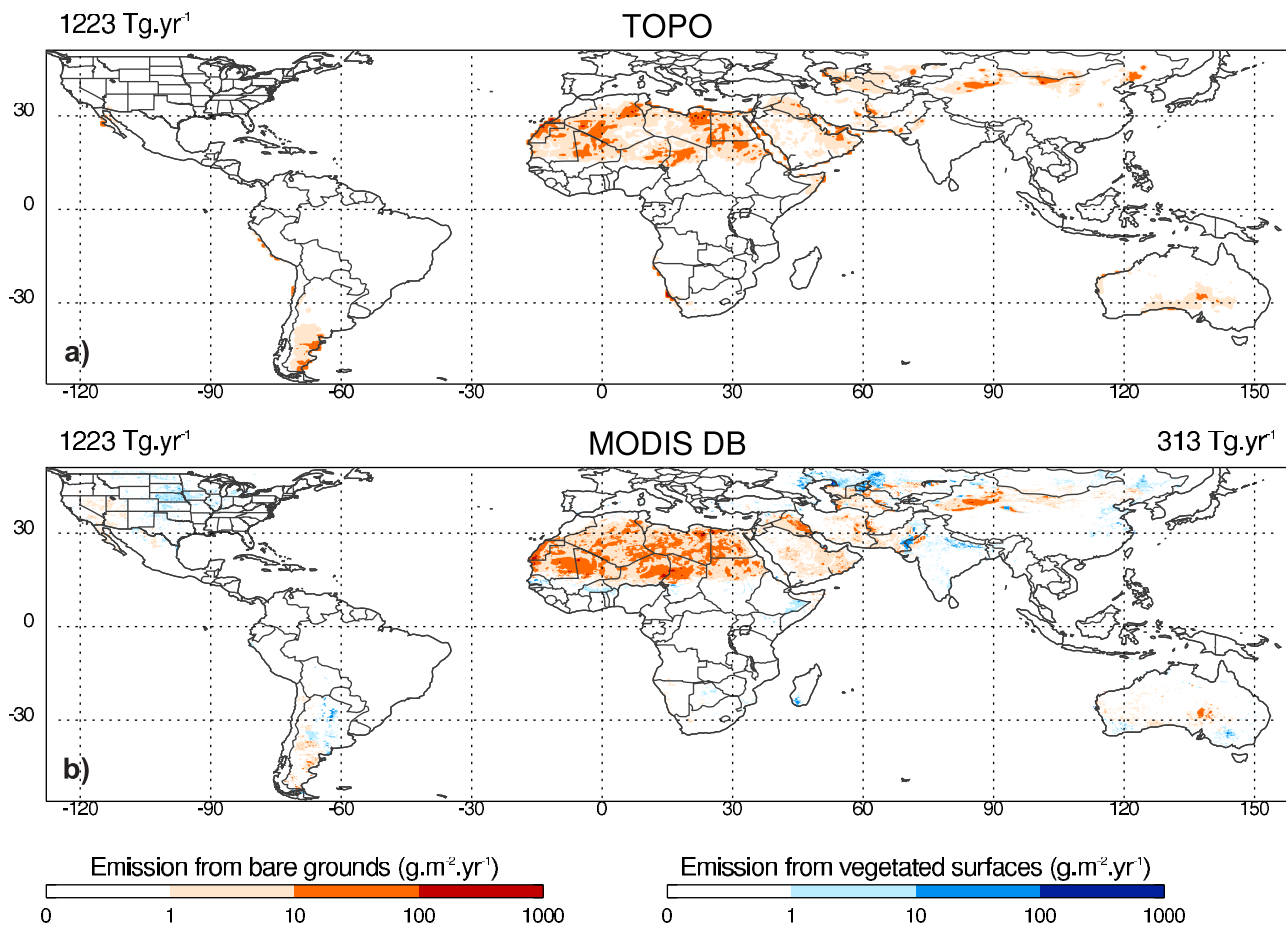 1223 Tg.yr⁻¹ TOPO
30
0
-30
a)
-120 -90 -60 -30 0 30 60 90 120 150
1223 Tg.yr⁻¹ MODIS DB 313 Tg.yr⁻¹
30
0
-30
b)
-120 -90 -60 -30 0 30 60 90 120 150
Emission from bare grounds (g.m⁻².yr⁻¹) Emission from vegetated surfaces (g.m⁻².yr⁻¹)
0 1 10 100 1000 0 1 10 100 1000